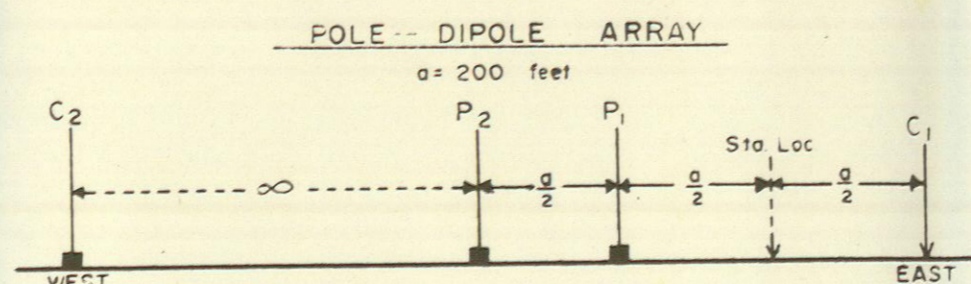 POLE -- DIPOLE ARRAY
a = 200 feet
C2 P2 P1 Sta. Loc C1
∞ a/2 a/2 a/2
WEST EAST